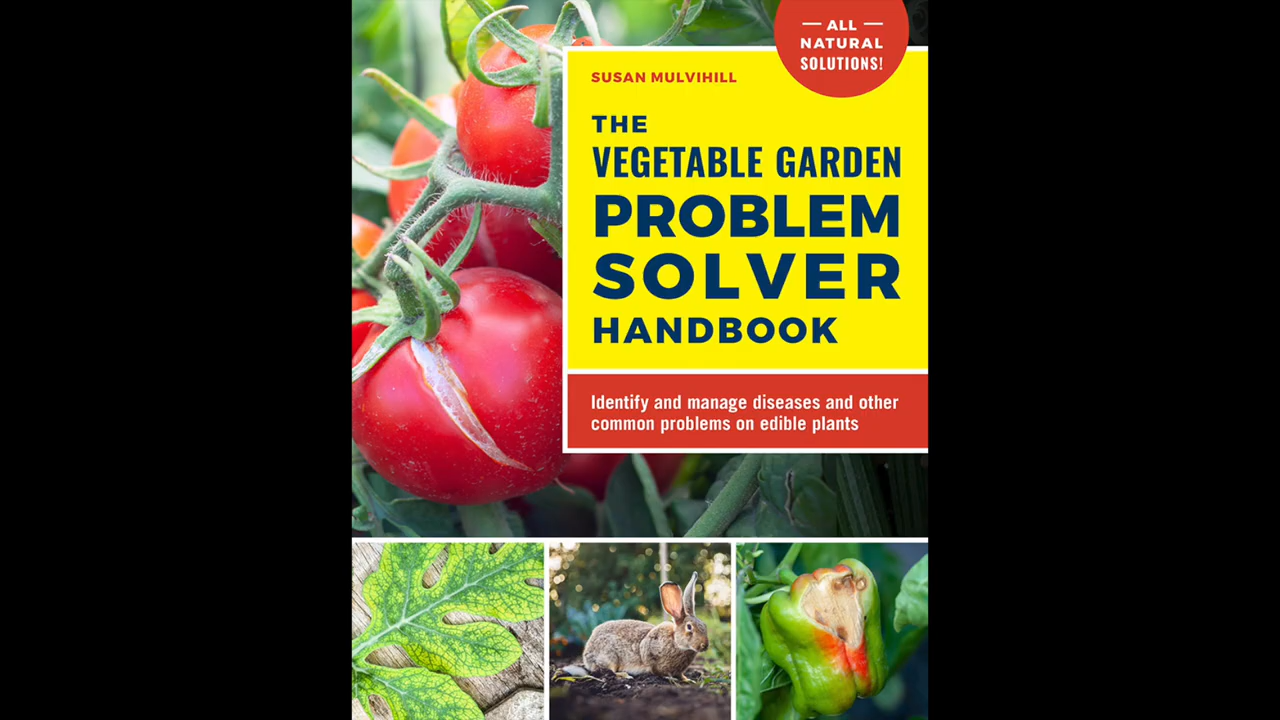 — ALL —
NATURAL
SOLUTIONS!
SUSAN MULVIHILL
THE
VEGETABLE GARDEN
PROBLEM
SOLVER
HANDBOOK
Identify and manage diseases and other
common problems on edible plants